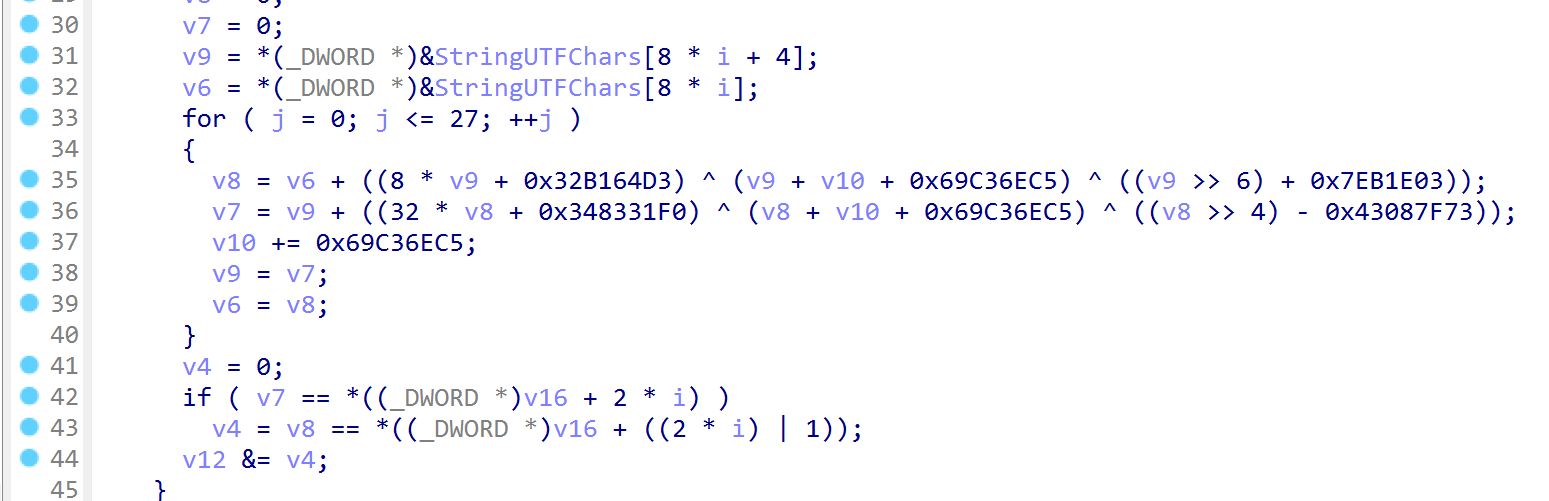 30 v7 = 0;
31 v9 = *(_DWORD *)&StringUTFChars[8 * i + 4];
32 v6 = *(_DWORD *)&StringUTFChars[8 * i];
33 for ( j = 0; j <= 27; ++j )
34 {
35 v8 = v6 + ((8 * v9 + 0x32B164D3) ^ (v9 + v10 + 0x69C36EC5) ^ ((v9 >> 6) + 0x7EB1E03));
36 v7 = v9 + ((32 * v8 + 0x348331F0) ^ (v8 + v10 + 0x69C36EC5) ^ ((v8 >> 4) - 0x43087F73));
37 v10 += 0x69C36EC5;
38 v9 = v7;
39 v6 = v8;
40 }
41 v4 = 0;
42 if ( v7 == *((_DWORD *)v16 + 2 * i) )
43 v4 = v8 == *((_DWORD *)v16 + ((2 * i) | 1));
44 v12 &= v4;
45 }